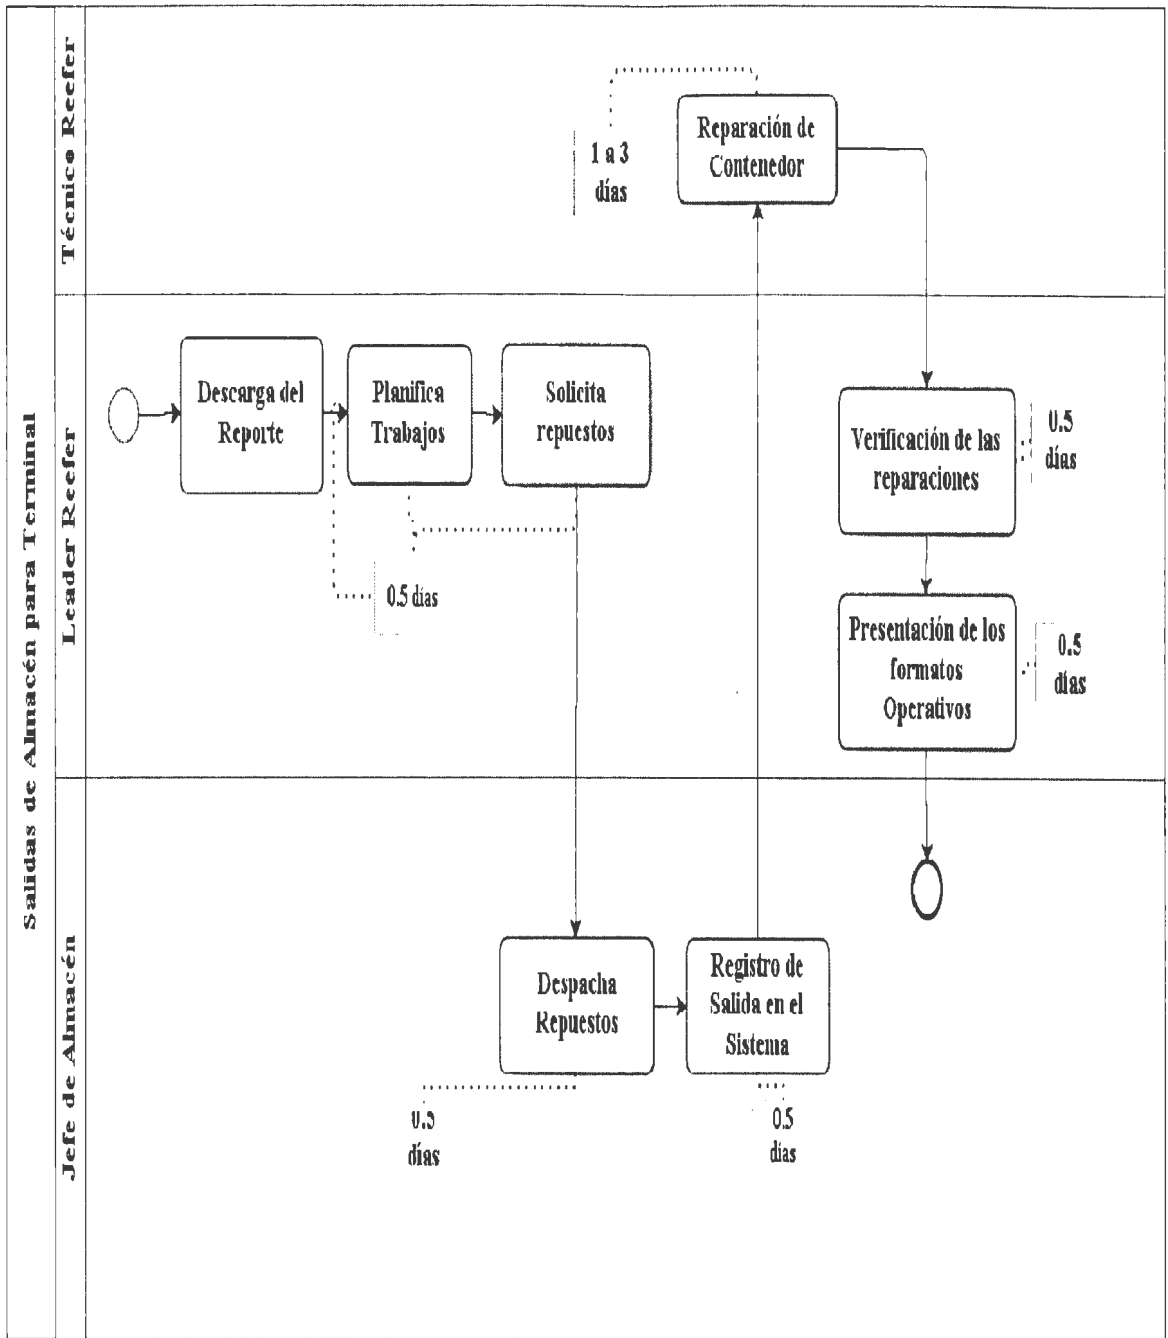 Salidas de Almacén para Terminal
Técnico Reefer
1 a 3
días
Reparación de
Contenedor
Leader Reefer
Descarga del
Reporte
Planifica
Trabajos
Solicita
repuestos
0.5 días
Verificación de las
reparaciones
0.5
días
Presentación de los
formatos
Operativos
0.5
días
Jefe de Almacén
Despacha
Repuestos
0.5
días
Registro de
Salida en el
Sistema
0.5
días